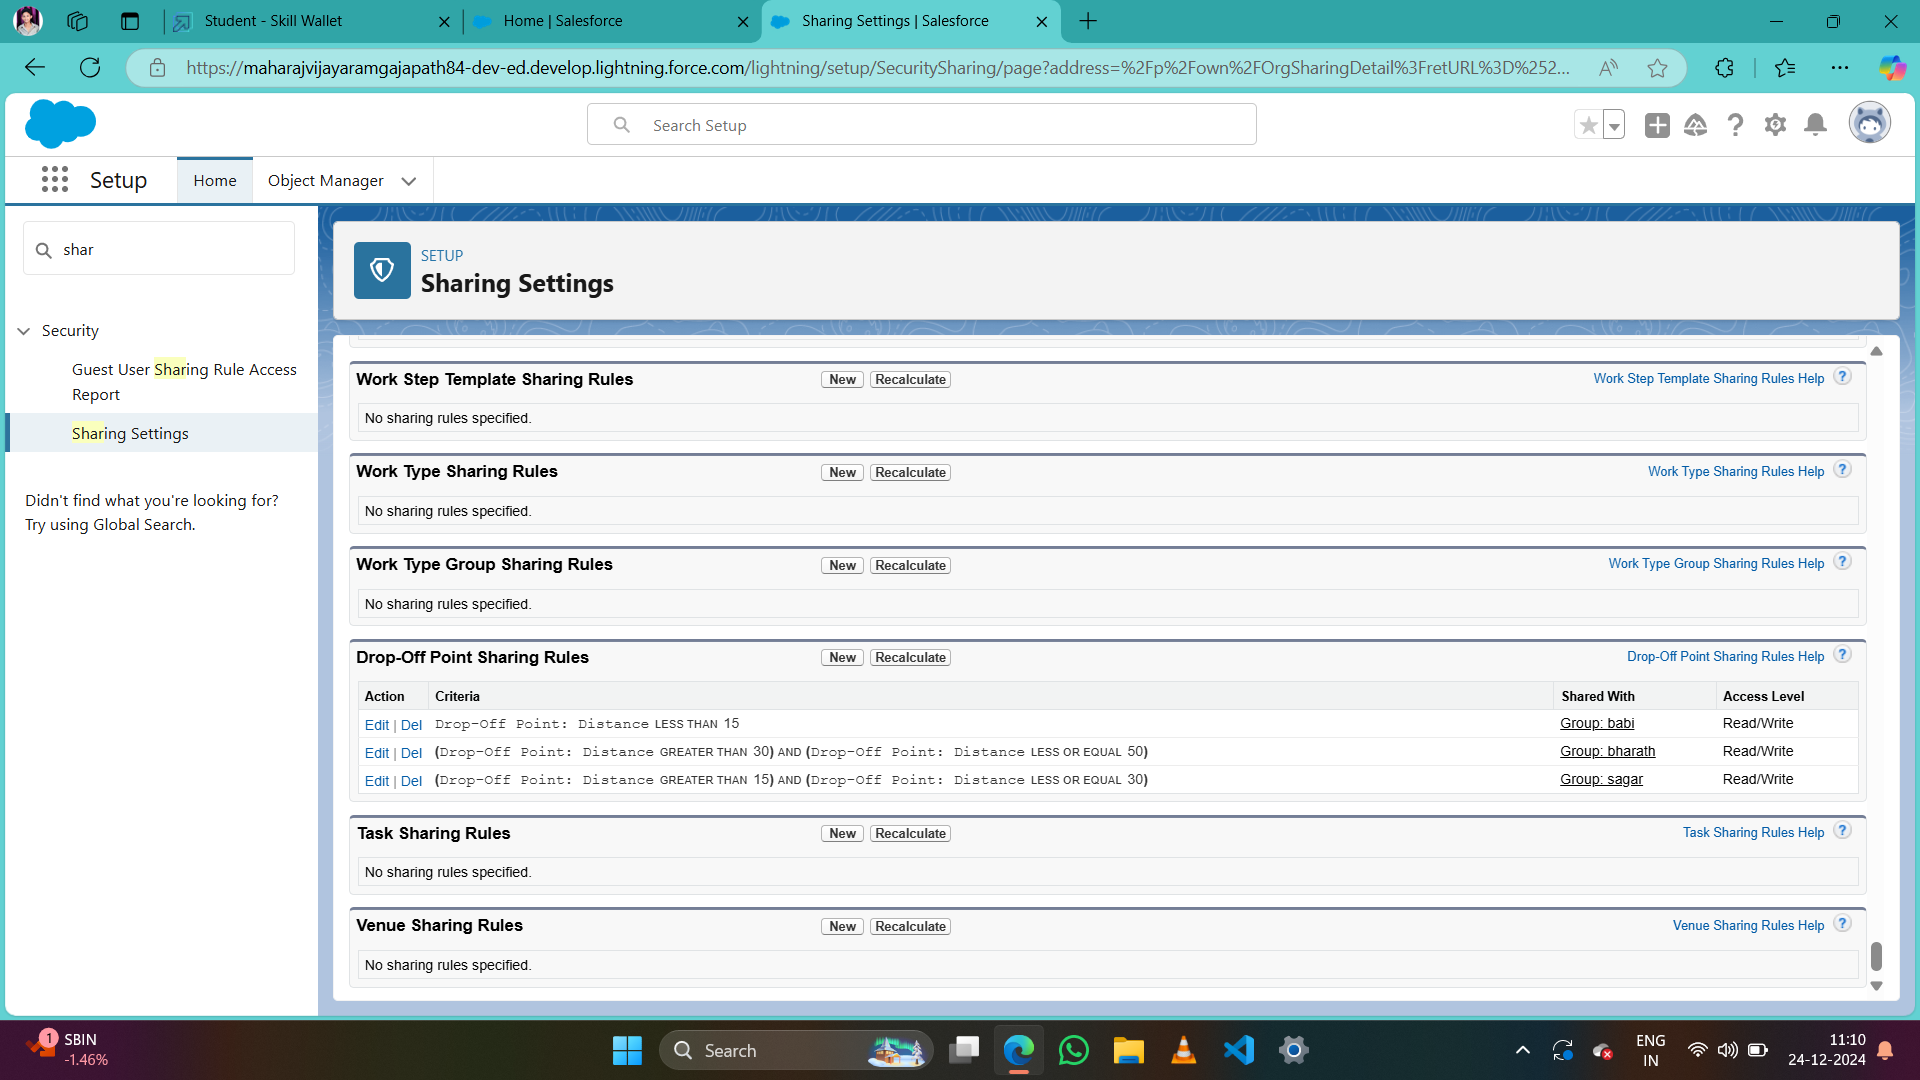 Student - Skill Wallet
Home | Salesforce
Sharing Settings | Salesforce
https://maharajvijayaramgajapath84-dev-ed.develop.lightning.force.com/lightning/setup/SecuritySharing/page?address=%2Fp%2Fown%2FOrgSharingDetail%3FretURL%3D%252...
Search Setup
Setup
Home
Object Manager
shar
Security
Guest User Sharing Rule Access
Report
Sharing Settings
Didn't find what you're looking for?
Try using Global Search.
SETUP
Sharing Settings
Work Step Template Sharing Rules New Recalculate Work Step Template Sharing Rules Help ?
No sharing rules specified.
Work Type Sharing Rules New Recalculate Work Type Sharing Rules Help ?
No sharing rules specified.
Work Type Group Sharing Rules New Recalculate Work Type Group Sharing Rules Help ?
No sharing rules specified.
Drop-Off Point Sharing Rules New Recalculate Drop-Off Point Sharing Rules Help ?
Action Criteria Shared With Access Level
Edit | Del Drop-Off Point: Distance LESS THAN 15 Group: babi Read/Write
Edit | Del (Drop-Off Point: Distance GREATER THAN 30) AND (Drop-Off Point: Distance LESS OR EQUAL 50) Group: bharath Read/Write
Edit | Del (Drop-Off Point: Distance GREATER THAN 15) AND (Drop-Off Point: Distance LESS OR EQUAL 30) Group: sagar Read/Write
Task Sharing Rules New Recalculate Task Sharing Rules Help ?
No sharing rules specified.
Venue Sharing Rules New Recalculate Venue Sharing Rules Help ?
No sharing rules specified.
1 SBIN
-1.46%
Search
ENG
IN
11:10
24-12-2024